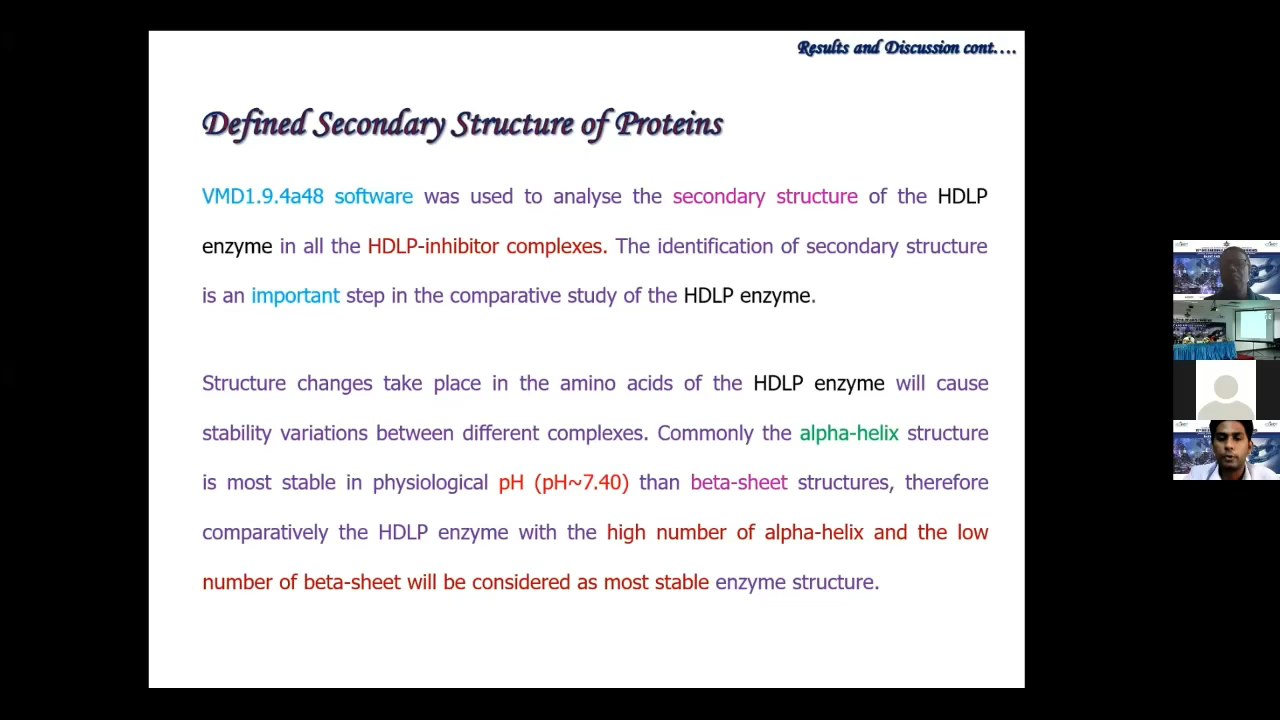 Results and Discussion cont….
Defined Secondary Structure of Proteins
VMD1.9.4a48 software was used to analyse the secondary structure of the HDLP
enzyme in all the HDLP-inhibitor complexes. The identification of secondary structure
is an important step in the comparative study of the HDLP enzyme.
Structure changes take place in the amino acids of the HDLP enzyme will cause
stability variations between different complexes. Commonly the alpha-helix structure
is most stable in physiological pH (pH~7.40) than beta-sheet structures, therefore
comparatively the HDLP enzyme with the high number of alpha-helix and the low
number of beta-sheet will be considered as most stable enzyme structure.